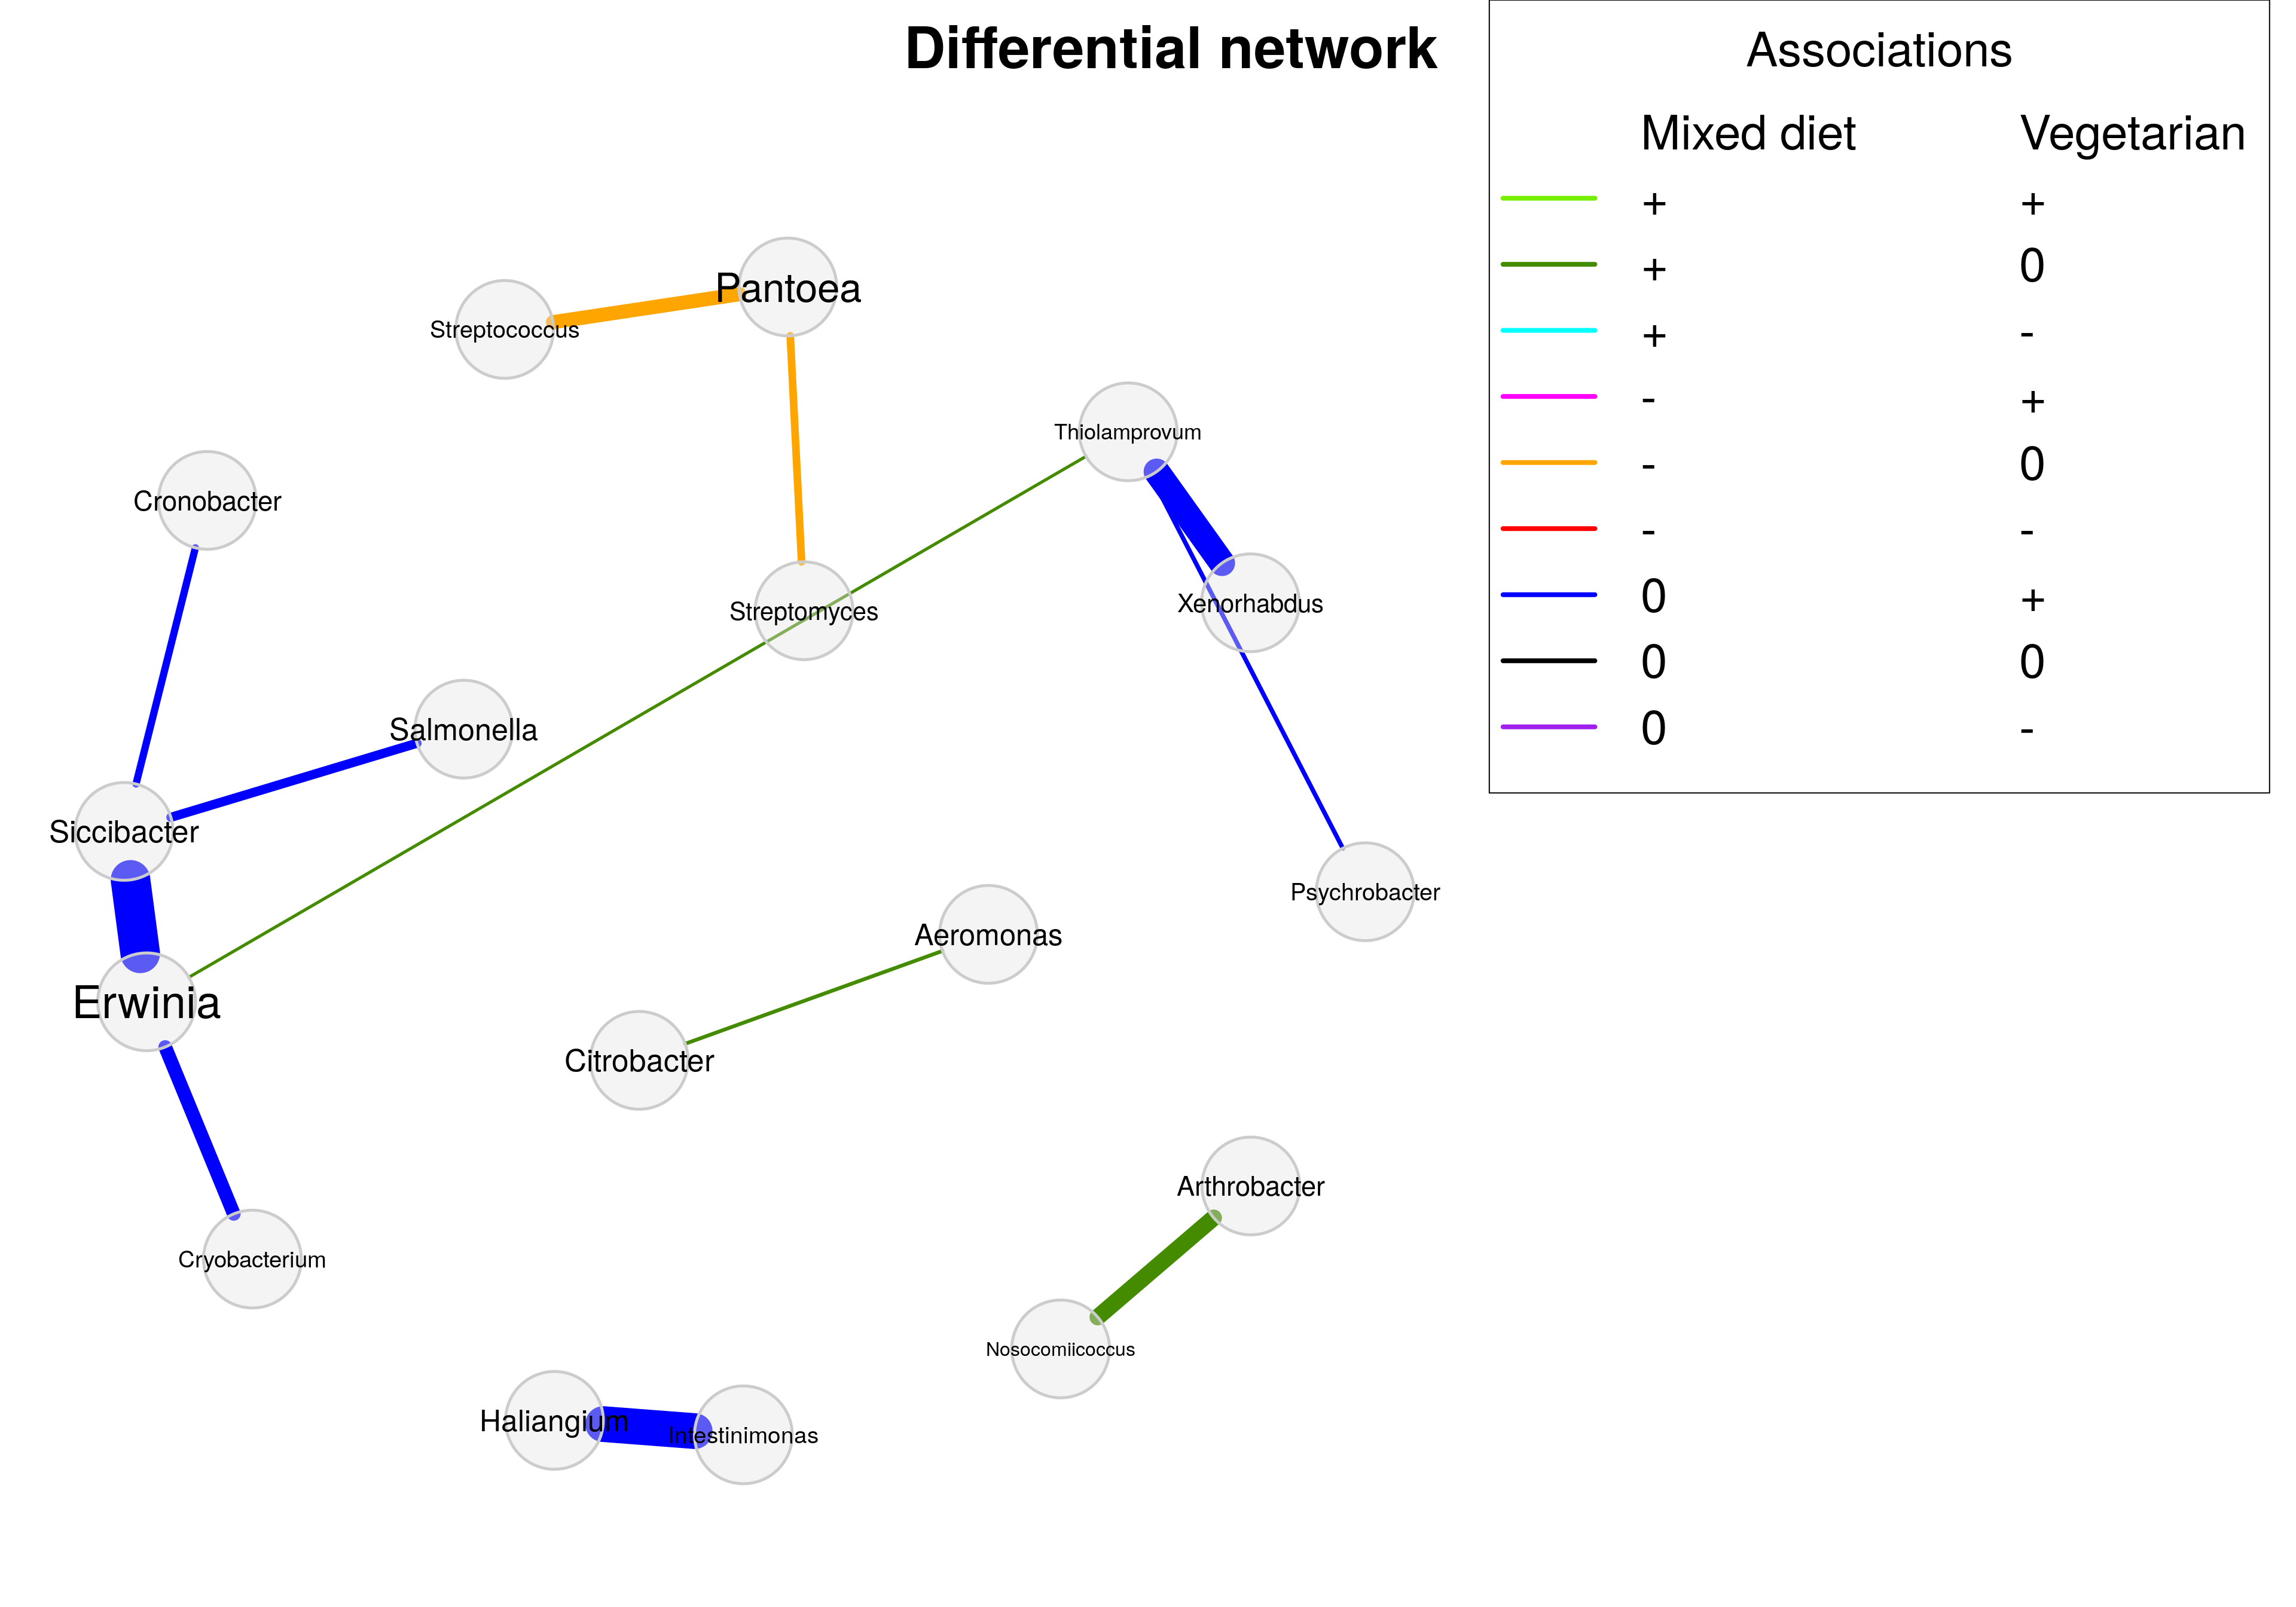 Differential network
Associations
Mixed diet Vegetarian
+ +
+ 0
+ -
- +
- 0
- -
0 +
0 0
0 -
Pantoea
Streptococcus
Thiolamprovum
Cronobacter
Xenorhabdus
Streptomyces
Salmonella
Siccibacter
Psychrobacter
Aeromonas
Erwinia
Citrobacter
Arthrobacter
Cryobacterium
Nosocomiicoccus
Haliangium
Intestinimonas